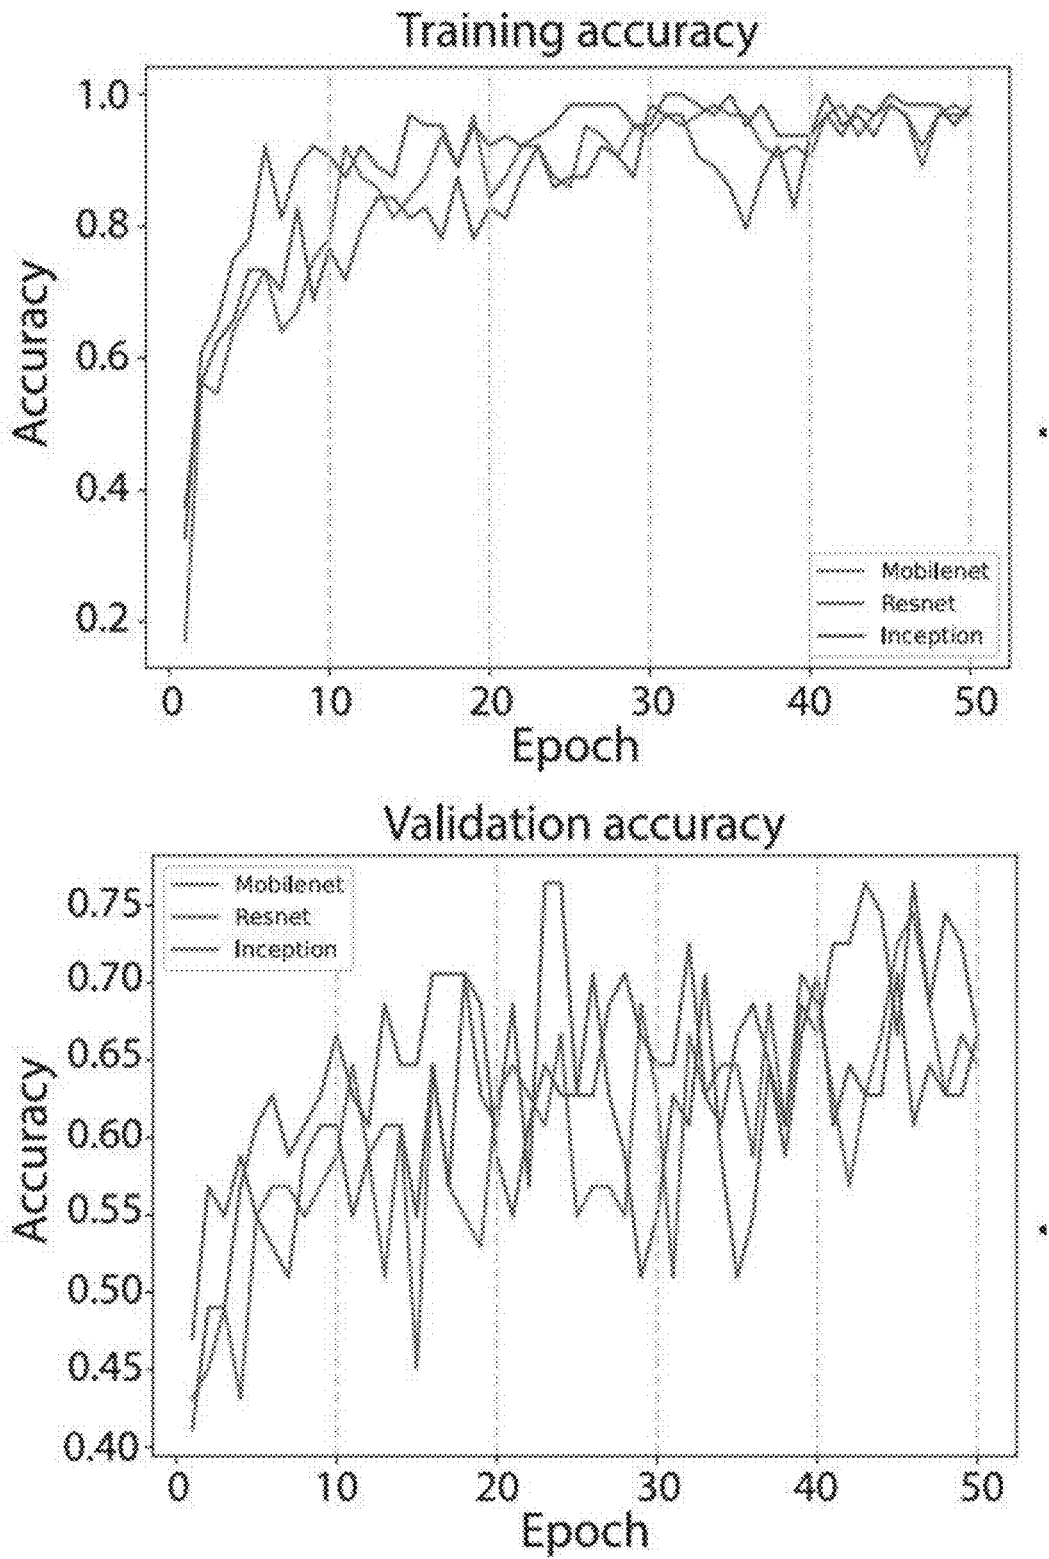 Training accuracy
1.0
0.8
0.6
0.4
0.2
Accuracy
Mobilenet
Resnet
Inception
0 10 20 30 40 50
Epoch
Validation accuracy
Mobilenet
Resnet
Inception
0.75
0.70
0.65
0.60
0.55
0.50
0.45
0.40
Accuracy
0 10 20 30 40 50
Epoch